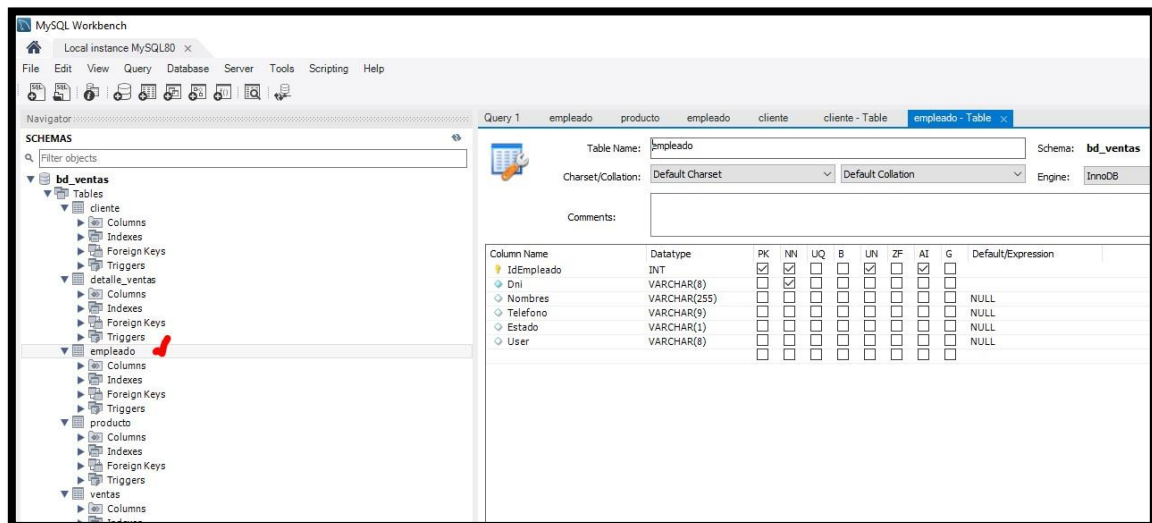 MySQL Workbench
Local instance MySQL80 ×
File Edit View Query Database Server Tools Scripting Help
Navigator
SCHEMAS
Filter objects
bd_ventas
Tables
cliente
Columns
Indexes
Foreign Keys
Triggers
detalle_ventas
Columns
Indexes
Foreign Keys
Triggers
empleado
Columns
Indexes
Foreign Keys
Triggers
producto
Columns
Indexes
Foreign Keys
Triggers
ventas
Columns
Indexes
Query 1 empleado producto empleado cliente cliente - Table empleado - Table ×
Table Name: empleado Schema: bd_ventas
Charset/Collation: Default Charset Default Collation Engine: InnoDB
Comments:
Column Name Datatype PK NN UQ B UN ZF AI G Default/Expression
IdEmpleado INT
Dni VARCHAR(8)
Nombres VARCHAR(255) NULL
Telefono VARCHAR(9) NULL
Estado VARCHAR(1) NULL
User VARCHAR(8) NULL